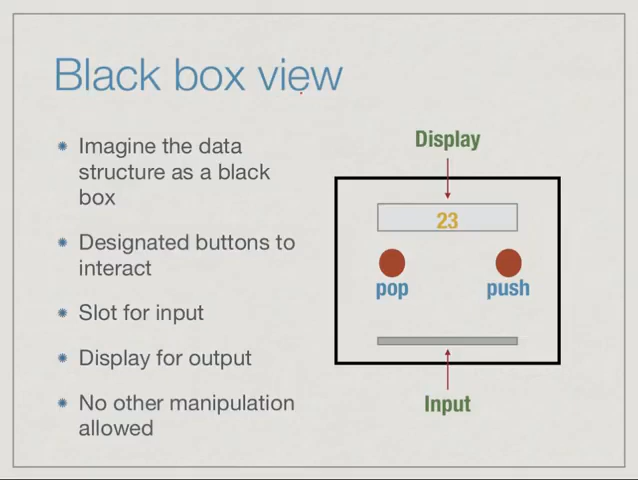 Black box view
Imagine the data
structure as a black
box
Designated buttons to
interact
Slot for input
Display for output
No other manipulation
allowed
Display
23
pop
push
Input